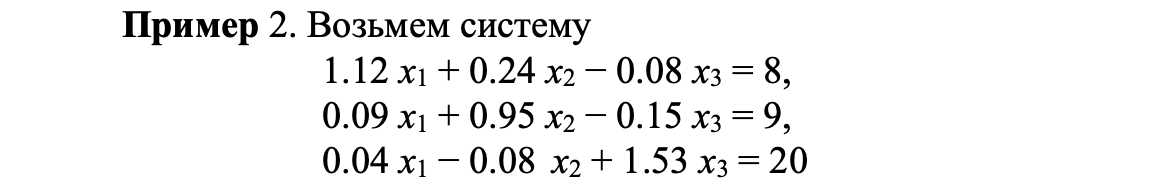 Пример 2. Возьмем систему
1.12 x₁ + 0.24 x₂ − 0.08 x₃ = 8,
0.09 x₁ + 0.95 x₂ − 0.15 x₃ = 9,
0.04 x₁ − 0.08 x₂ + 1.53 x₃ = 20